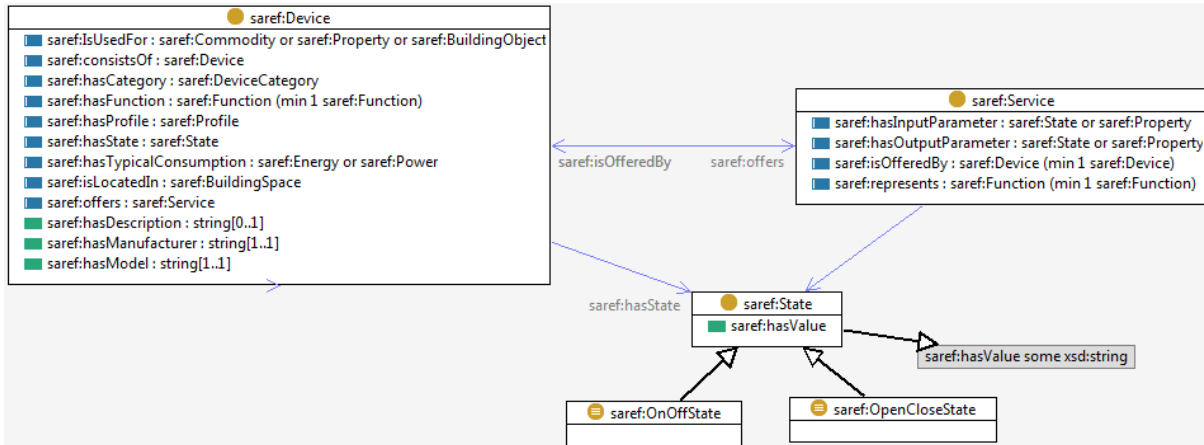 saref:Device
saref:IsUsedFor : saref:Commodity or saref:Property or saref:BuildingObject
saref:consistsOf : saref:Device
saref:hasCategory : saref:DeviceCategory
saref:hasFunction : saref:Function (min 1 saref:Function)
saref:hasProfile : saref:Profile
saref:hasState : saref:State
saref:hasTypicalConsumption : saref:Energy or saref:Power
saref:isLocatedIn : saref:BuildingSpace
saref:offers : saref:Service
saref:hasDescription : string[0..1]
saref:hasManufacturer : string[1..1]
saref:hasModel : string[1..1]
saref:isOfferedBy
saref:offers
saref:Service
saref:hasInputParameter : saref:State or saref:Property
saref:hasOutputParameter : saref:State or saref:Property
saref:isOfferedBy : saref:Device (min 1 saref:Device)
saref:represents : saref:Function (min 1 saref:Function)
saref:hasState
saref:State
saref:hasValue
saref:hasValue some xsd:string
saref:OnOffState
saref:OpenCloseState